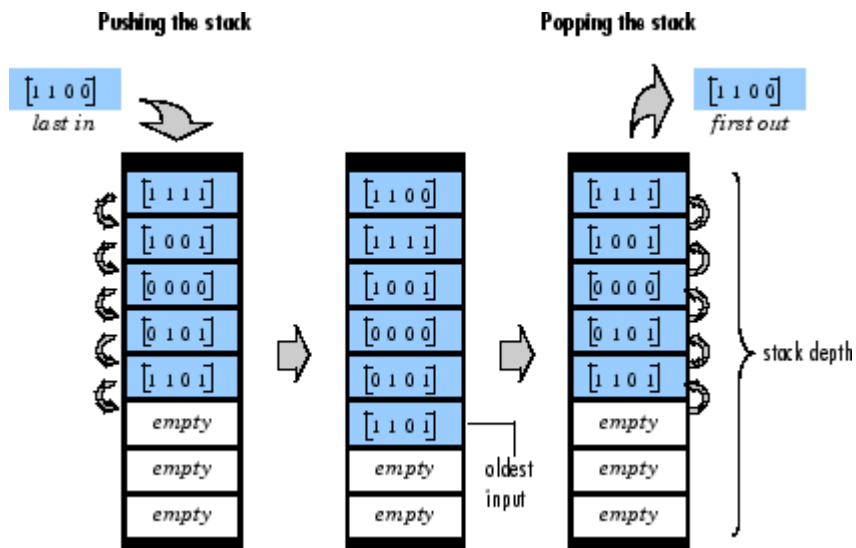 Pushing the stack
Popping the stack
[1 1 0 0]
last in
[1 1 0 0]
first out
[1 1 1 1]
[1 0 0 1]
[0 0 0 0]
[0 1 0 1]
[1 1 0 1]
empty
empty
empty
[1 1 0 0]
[1 1 1 1]
[1 0 0 1]
[0 0 0 0]
[0 1 0 1]
[1 1 0 1]
empty
empty
oldest
input
[1 1 1 1]
[1 0 0 1]
[0 0 0 0]
[0 1 0 1]
[1 1 0 1]
empty
empty
empty
stack depth